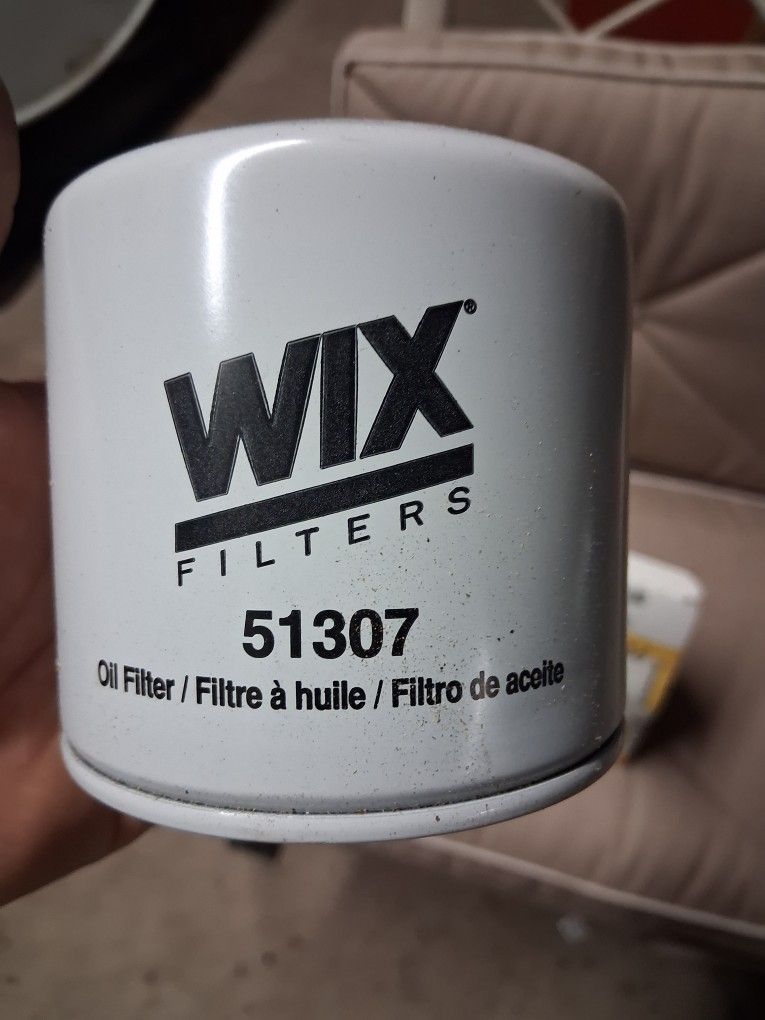 WIX®
FILTERS
51307
Oil Filter / Filtre à huile / Filtro de aceite